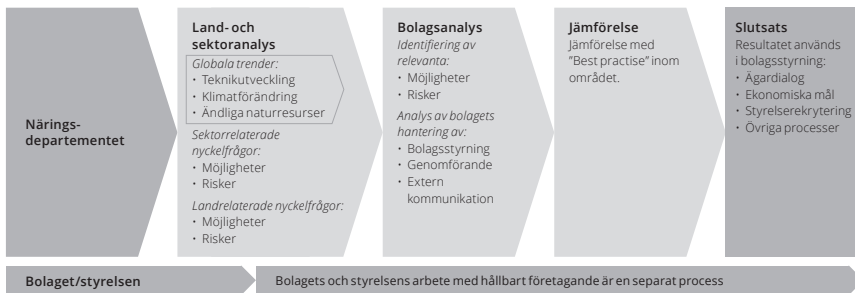 Närings-
departementet
Land- och
sektoranalys
Globala trender:
• Teknikutveckling
• Klimatförändring
• Ändliga naturresurser
Sektorrelaterade
nyckelfrågor:
• Möjligheter
• Risker
Landrelaterade nyckelfrågor:
• Möjligheter
• Risker
Bolagsanalys
Identifiering av
relevanta:
• Möjligheter
• Risker
Analys av bolagets
hantering av:
• Bolagsstyrning
• Genomförande
• Extern
kommunikation
Jämförelse
Jämförelse med
”Best practise” inom
området.
Slutsats
Resultatet används
i bolagsstyrning:
• Ägardialog
• Ekonomiska mål
• Styrelserekrytering
• Övriga processer
Bolaget/styrelsen
Bolagets och styrelsens arbete med hållbart företagande är en separat process